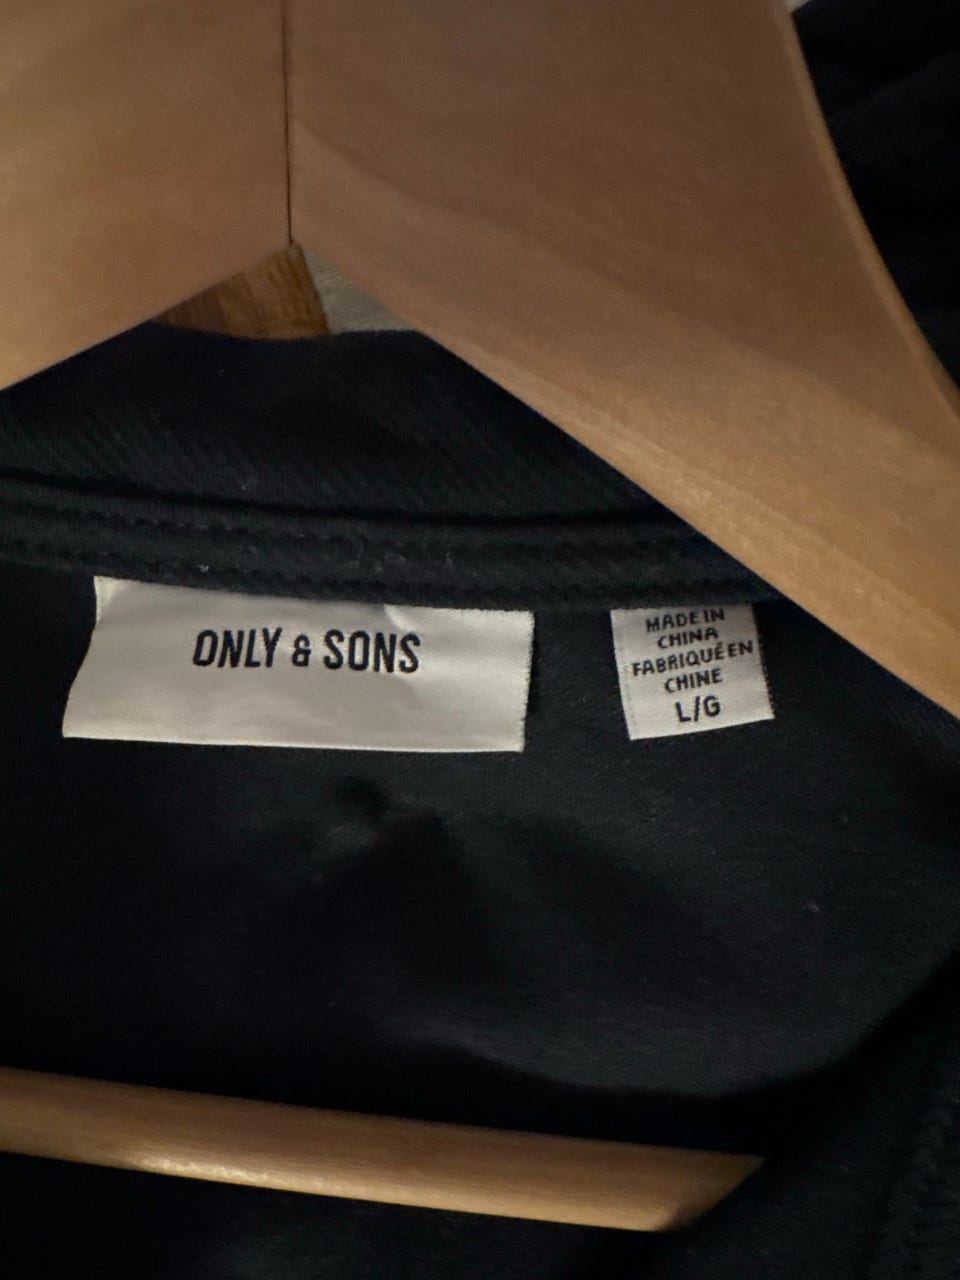 ONLY & SONS
MADE IN
CHINA
FABRIQUÉ EN
CHINE
L/G